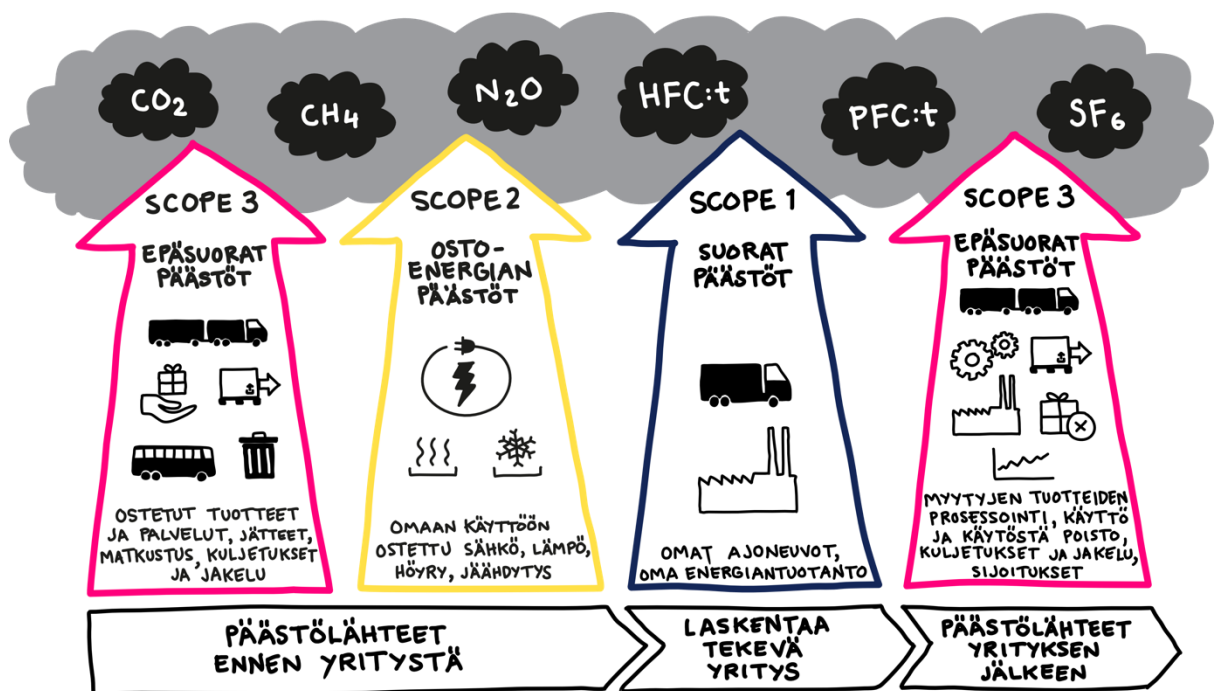 CO₂
CH₄
N₂O
HFC:t
PFC:t
SF₆
SCOPE 3
EPÄSUORAT
PÄÄSTÖT
OSTETUT TUOTTEET
JA PALVELUT, JÄTTEET,
MATKUSTUS, KULJETUKSET
JA JAKELU
SCOPE 2
OSTO-
ENERGIAN
PÄÄSTÖT
OMAAN KÄYTTÖÖN
OSTETTU SÄHKÖ, LÄMPÖ,
HÖYRY, JÄÄHDYTYS
SCOPE 1
SUORAT
PÄÄSTÖT
OMAT AJONEUVOT,
OMA ENERGIANTUOTANTO
SCOPE 3
EPÄSUORAT
PÄÄSTÖT
MYYTYJEN TUOTTEIDEN
PROSESSOINTI, KÄYTTÖ
JA KÄYTÖSTÄ POISTO,
KULJETUKSET JA JAKELU,
SIJOITUKSET
PÄÄSTÖLÄHTEET
ENNEN YRITYSTÄ
LASKENTAA
TEKEVÄ
YRITYS
PÄÄSTÖLÄHTEET
YRITYKSEN
JÄLKEEN